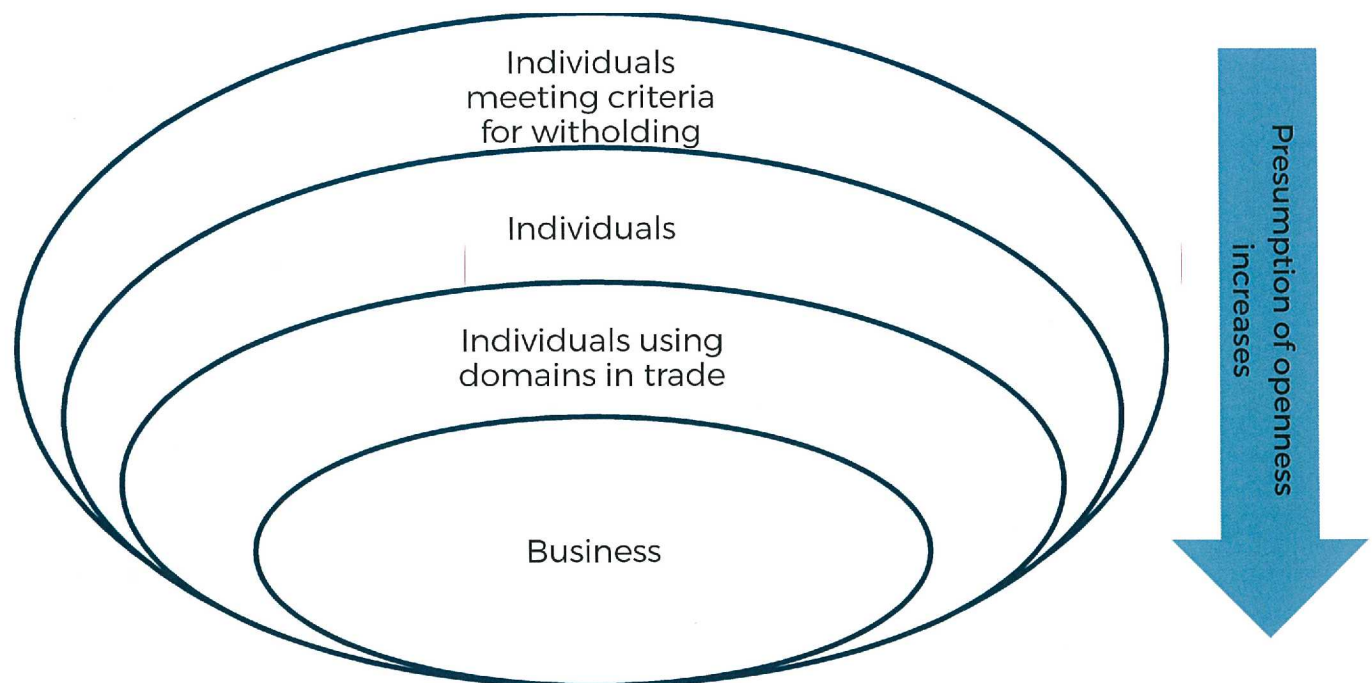 Individuals
meeting criteria
for witholding
Individuals
Individuals using
domains in trade
Business
Presumption of openness
increases